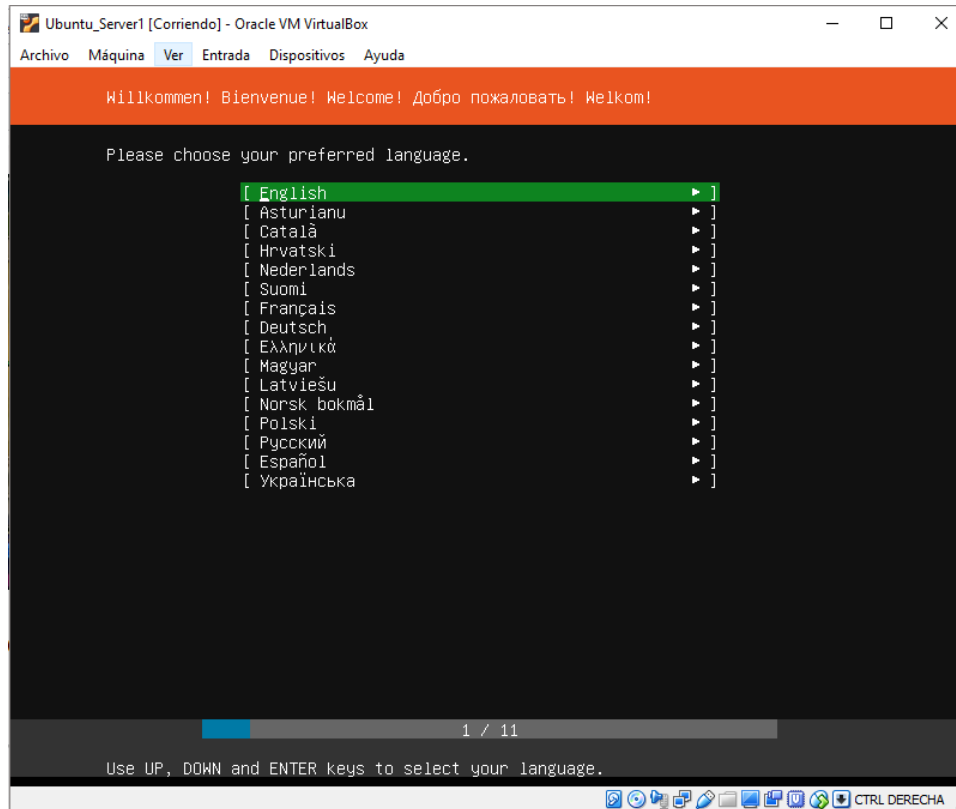 Ubuntu_Server1 [Corriendo] - Oracle VM VirtualBox
Archivo Máquina Ver Entrada Dispositivos Ayuda
Willkommen! Bienvenue! Welcome! Добро пожаловать! Welkom!
Please choose your preferred language.
[ English ► ]
[ Asturianu ► ]
[ Català ► ]
[ Hrvatski ► ]
[ Nederlands ► ]
[ Suomi ► ]
[ Français ► ]
[ Deutsch ► ]
[ Ελληνικά ► ]
[ Magyar ► ]
[ Latviešu ► ]
[ Norsk bokmål ► ]
[ Polski ► ]
[ Русский ► ]
[ Español ► ]
[ Українська ► ]
1 / 11
Use UP, DOWN and ENTER keys to select your language.
CTRL DERECHA